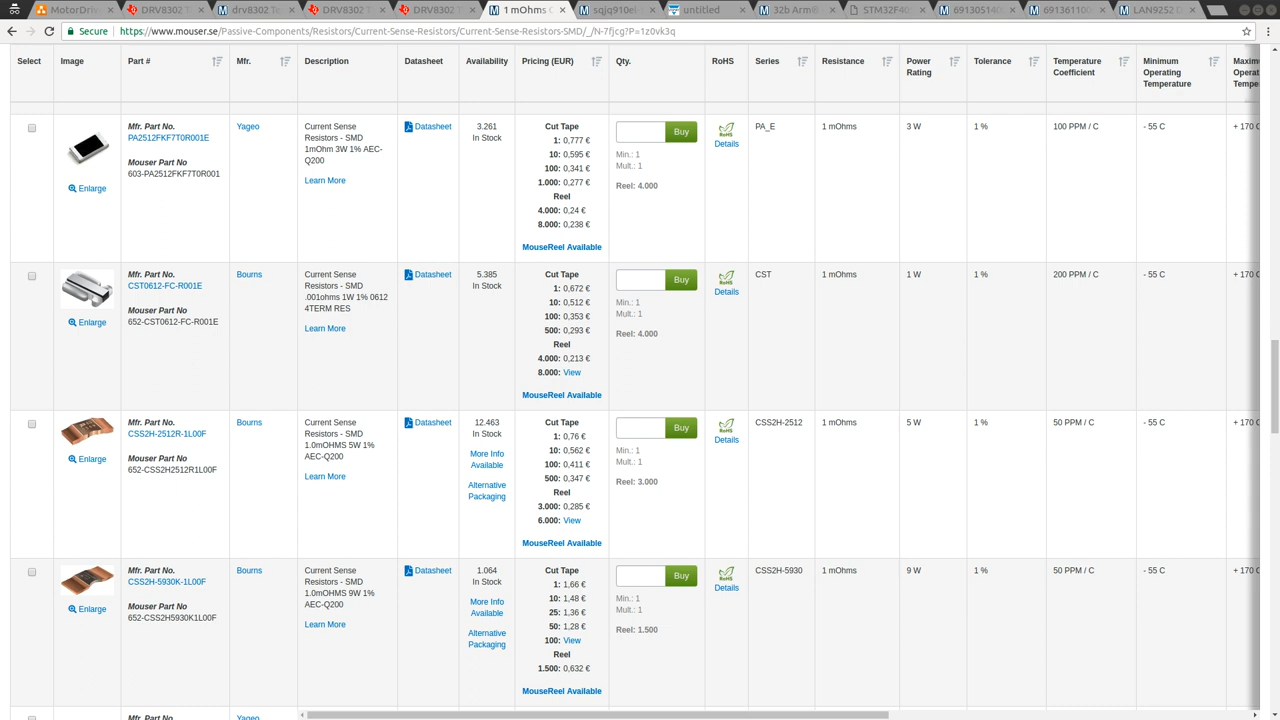 MotorDrive
DRV8302 T
drv8302 Te
DRV8302 T
DRV8302 T
1 mOhms C
sqjq910el
untitled
32b Arm®
STM32F40
691305140
691361100
LAN9252 D
Secure https://www.mouser.se/Passive-Components/Resistors/Current-Sense-Resistors/Current-Sense-Resistors-SMD/_/N-7fjcg?P=1z0vk3q
Select Image Part # Mfr. Description Datasheet Availability Pricing (EUR) Qty. RoHS Series Resistance Power Rating Tolerance Temperature Coefficient Minimum Operating Temperature
Mfr. Part No.
PA2512FKF7T0R001E
Mouser Part No
603-PA2512FKF7T0R001
Enlarge
Yageo
Current Sense
Resistors - SMD
1mOhm 3W 1% AEC-
Q200
Learn More
Datasheet
3.261
In Stock
Cut Tape
1: 0,777 €
10: 0,595 €
100: 0,341 €
1.000: 0,277 €
Reel
4.000: 0,24 €
8.000: 0,238 €
MouseReel Available
Buy
Min.: 1
Mult.: 1
Reel: 4.000
RoHS
Details
PA_E
1 mOhms
3 W
1 %
100 PPM / C
- 55 C
+ 170 C
Mfr. Part No.
CST0612-FC-R001E
Mouser Part No
652-CST0612-FC-R001E
Enlarge
Bourns
Current Sense
Resistors - SMD
.001ohms 1W 1% 0612
4TERM RES
Learn More
Datasheet
5.385
In Stock
Cut Tape
1: 0,672 €
10: 0,512 €
100: 0,353 €
500: 0,293 €
Reel
4.000: 0,213 €
8.000: View
MouseReel Available
Buy
Min.: 1
Mult.: 1
Reel: 4.000
RoHS
Details
CST
1 mOhms
1 W
1 %
200 PPM / C
- 55 C
+ 170 C
Mfr. Part No.
CSS2H-2512R-1L00F
Mouser Part No
652-CSS2H2512R1L00F
Enlarge
Bourns
Current Sense
Resistors - SMD
1.0mOHMS 5W 1%
AEC-Q200
Learn More
Datasheet
12.463
In Stock
More Info
Available
Alternative
Packaging
Cut Tape
1: 0,76 €
10: 0,562 €
100: 0,411 €
500: 0,347 €
Reel
3.000: 0,285 €
6.000: View
MouseReel Available
Buy
Min.: 1
Mult.: 1
Reel: 3.000
RoHS
Details
CSS2H-2512
1 mOhms
5 W
1 %
50 PPM / C
- 55 C
+ 170 C
Mfr. Part No.
CSS2H-5930K-1L00F
Mouser Part No
652-CSS2H5930K1L00F
Enlarge
Bourns
Current Sense
Resistors - SMD
1.0mOHMS 9W 1%
AEC-Q200
Learn More
Datasheet
1.064
In Stock
More Info
Available
Alternative
Packaging
Cut Tape
1: 1,66 €
10: 1,48 €
25: 1,36 €
50: 1,28 €
100: View
Reel
1.500: 0,632 €
MouseReel Available
Buy
Min.: 1
Mult.: 1
Reel: 1.500
RoHS
Details
CSS2H-5930
1 mOhms
9 W
1 %
50 PPM / C
- 55 C
+ 170 C
Mfr. Part No.
Yageo